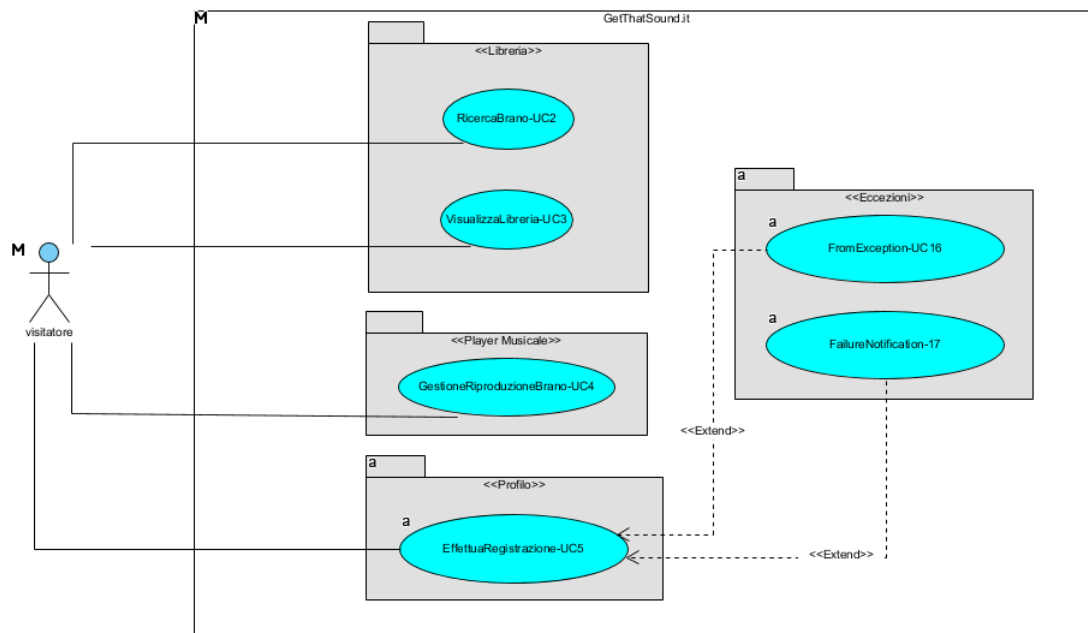 M
GetThatSound.it
<<Libreria>>
RicercaBrano-UC2
VisualizzaLibreria-UC3
M
visitatore
<<Player Musicale>>
GestioneRiproduzioneBrano-UC4
a
<<Profilo>>
a
EffettuaRegistrazione-UC5
a
<<Eccezioni>>
a
FromException-UC16
a
FailureNotification-17
<<Extend>>
<<Extend>>